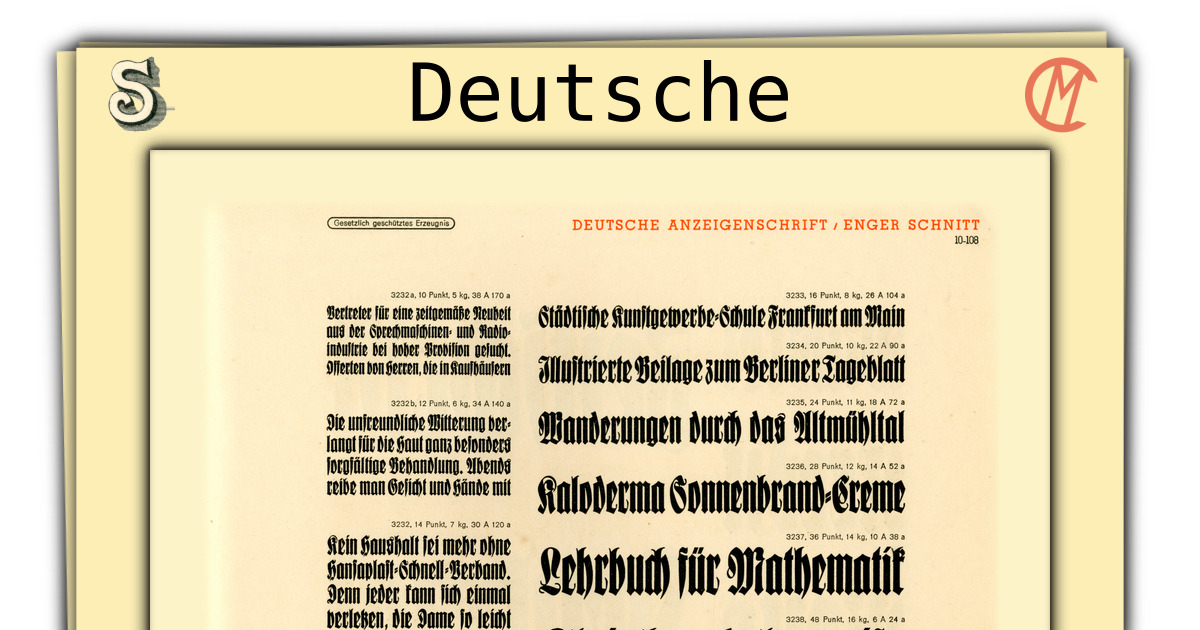 Deutsche
Gesetzlich geschütztes Erzeugnis
DEUTSCHE ANZEIGENSCHRIFT / ENGER SCHNITT
10-108
3232a, 10 Punkt, 5 kg, 38 A 170 a
Vertreter für eine zeitgemäße Neuheit
aus der Sprechmaschinen- und Radio-
industrie bei hoher Provision gesucht.
Offerten von Herren, die in Kaufhäusern
3232b, 12 Punkt, 6 kg, 34 A 140 a
Die unfreundliche Witterung ver-
langt für die Haut ganz besonders
sorgfältige Behandlung. Abends
reibe man Gesicht und Hände mit
3232, 14 Punkt, 7 kg, 30 A 120 a
Kein Haushalt sei mehr ohne
Hansaplast-Schnell-Verband.
Denn jeder kann sich einmal
verletzen, die Dame so leicht
3233, 16 Punkt, 8 kg, 26 A 104 a
Städtische Kunstgewerbe-Schule Frankfurt am Main
3234, 20 Punkt, 10 kg, 22 A 90 a
Illustrierte Beilage zum Berliner Tageblatt
3235, 24 Punkt, 11 kg, 18 A 72 a
Wanderungen durch das Altmühltal
3236, 28 Punkt, 12 kg, 14 A 52 a
Kaloderma Sonnenbrand-Creme
3237, 36 Punkt, 14 kg, 10 A 38 a
Lehrbuch für Mathematik
3238, 48 Punkt, 16 kg, 6 A 24 a